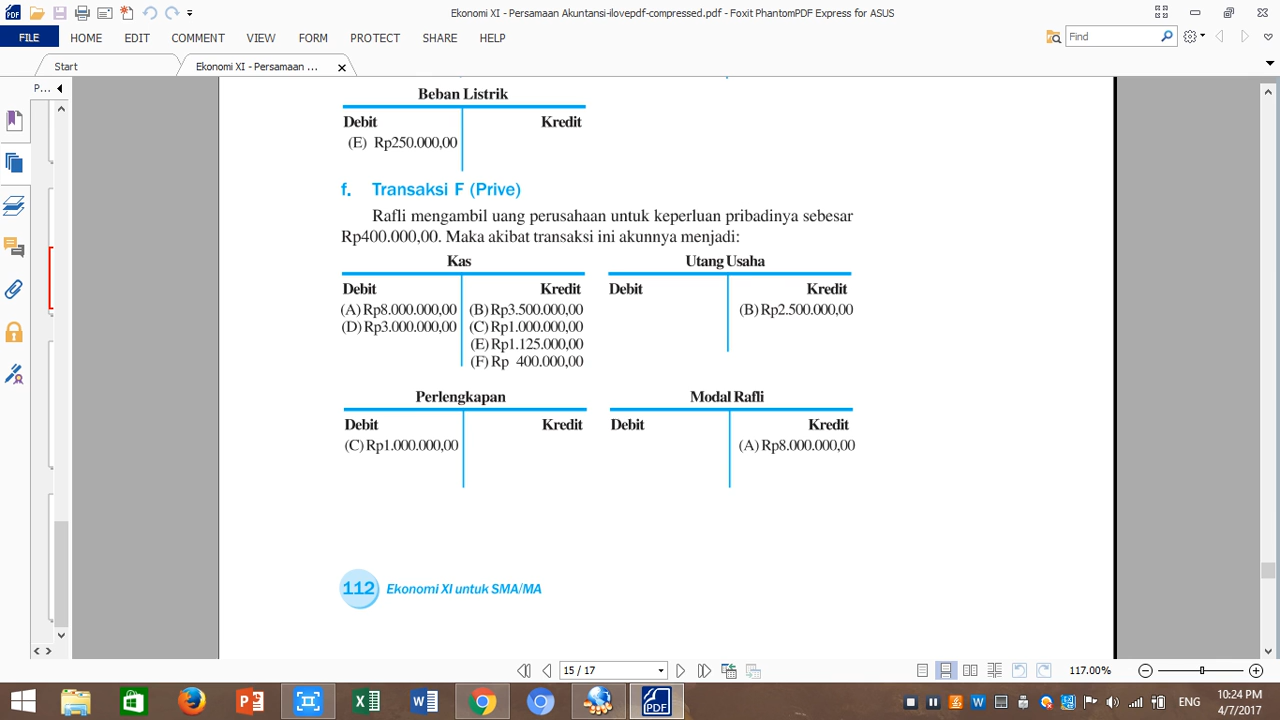 Ekonomi XI - Persamaan Akuntansi-ilovepdf-compressed.pdf - Foxit PhantomPDF Express for ASUS
FILE HOME EDIT COMMENT VIEW FORM PROTECT SHARE HELP Find
Start Ekonomi XI - Persamaan ...
P...
Beban Listrik
Debit Kredit
(E) Rp250.000,00
f. Transaksi F (Prive)
Rafli mengambil uang perusahaan untuk keperluan pribadinya sebesar
Rp400.000,00. Maka akibat transaksi ini akunnya menjadi:
Kas Utang Usaha
Debit Kredit Debit Kredit
(A) Rp8.000.000,00 (B) Rp3.500.000,00 (B) Rp2.500.000,00
(D) Rp3.000.000,00 (C) Rp1.000.000,00
(E) Rp1.125.000,00
(F) Rp 400.000,00
Perlengkapan Modal Rafli
Debit Kredit Debit Kredit
(C) Rp1.000.000,00 (A) Rp8.000.000,00
112 Ekonomi XI untuk SMA/MA
15 / 17 117.00%
ENG 10:24 PM
4/7/2017